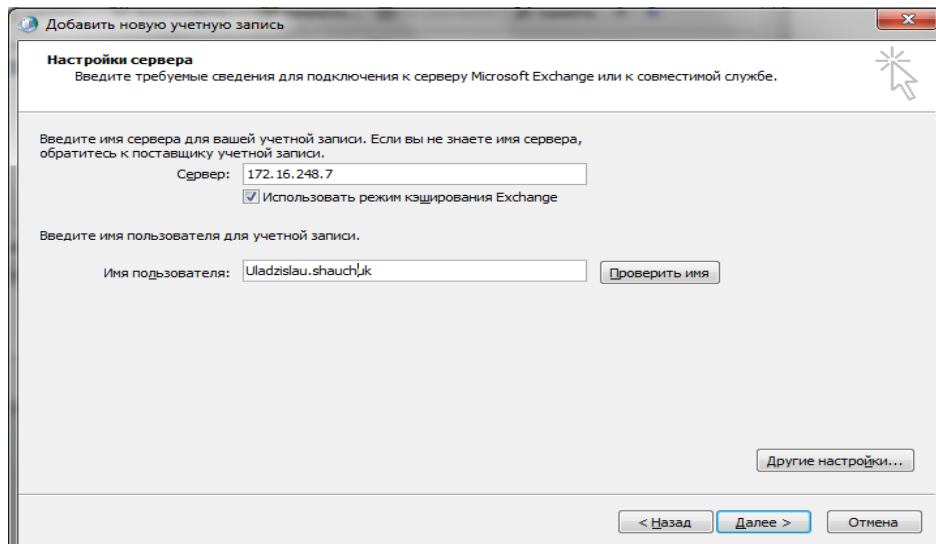 Добавить новую учетную запись
Настройки сервера
Введите требуемые сведения для подключения к серверу Microsoft Exchange или к совместимой службе.
Введите имя сервера для вашей учетной записи. Если вы не знаете имя сервера,
обратитесь к поставщику учетной записи.
Сервер: 172.16.248.7
Использовать режим кэширования Exchange
Введите имя пользователя для учетной записи.
Имя пользователя: Uladzislau.shauchuk Проверить имя
Другие настройки...
< Назад Далее > Отмена